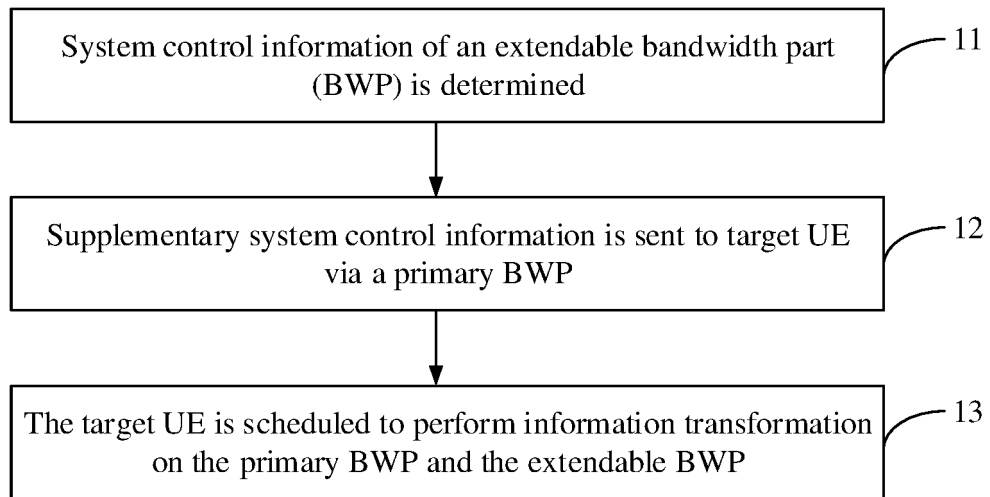 System control information of an extendable bandwidth part
(BWP) is determined
11
Supplementary system control information is sent to target UE
via a primary BWP
12
The target UE is scheduled to perform information transformation
on the primary BWP and the extendable BWP
13